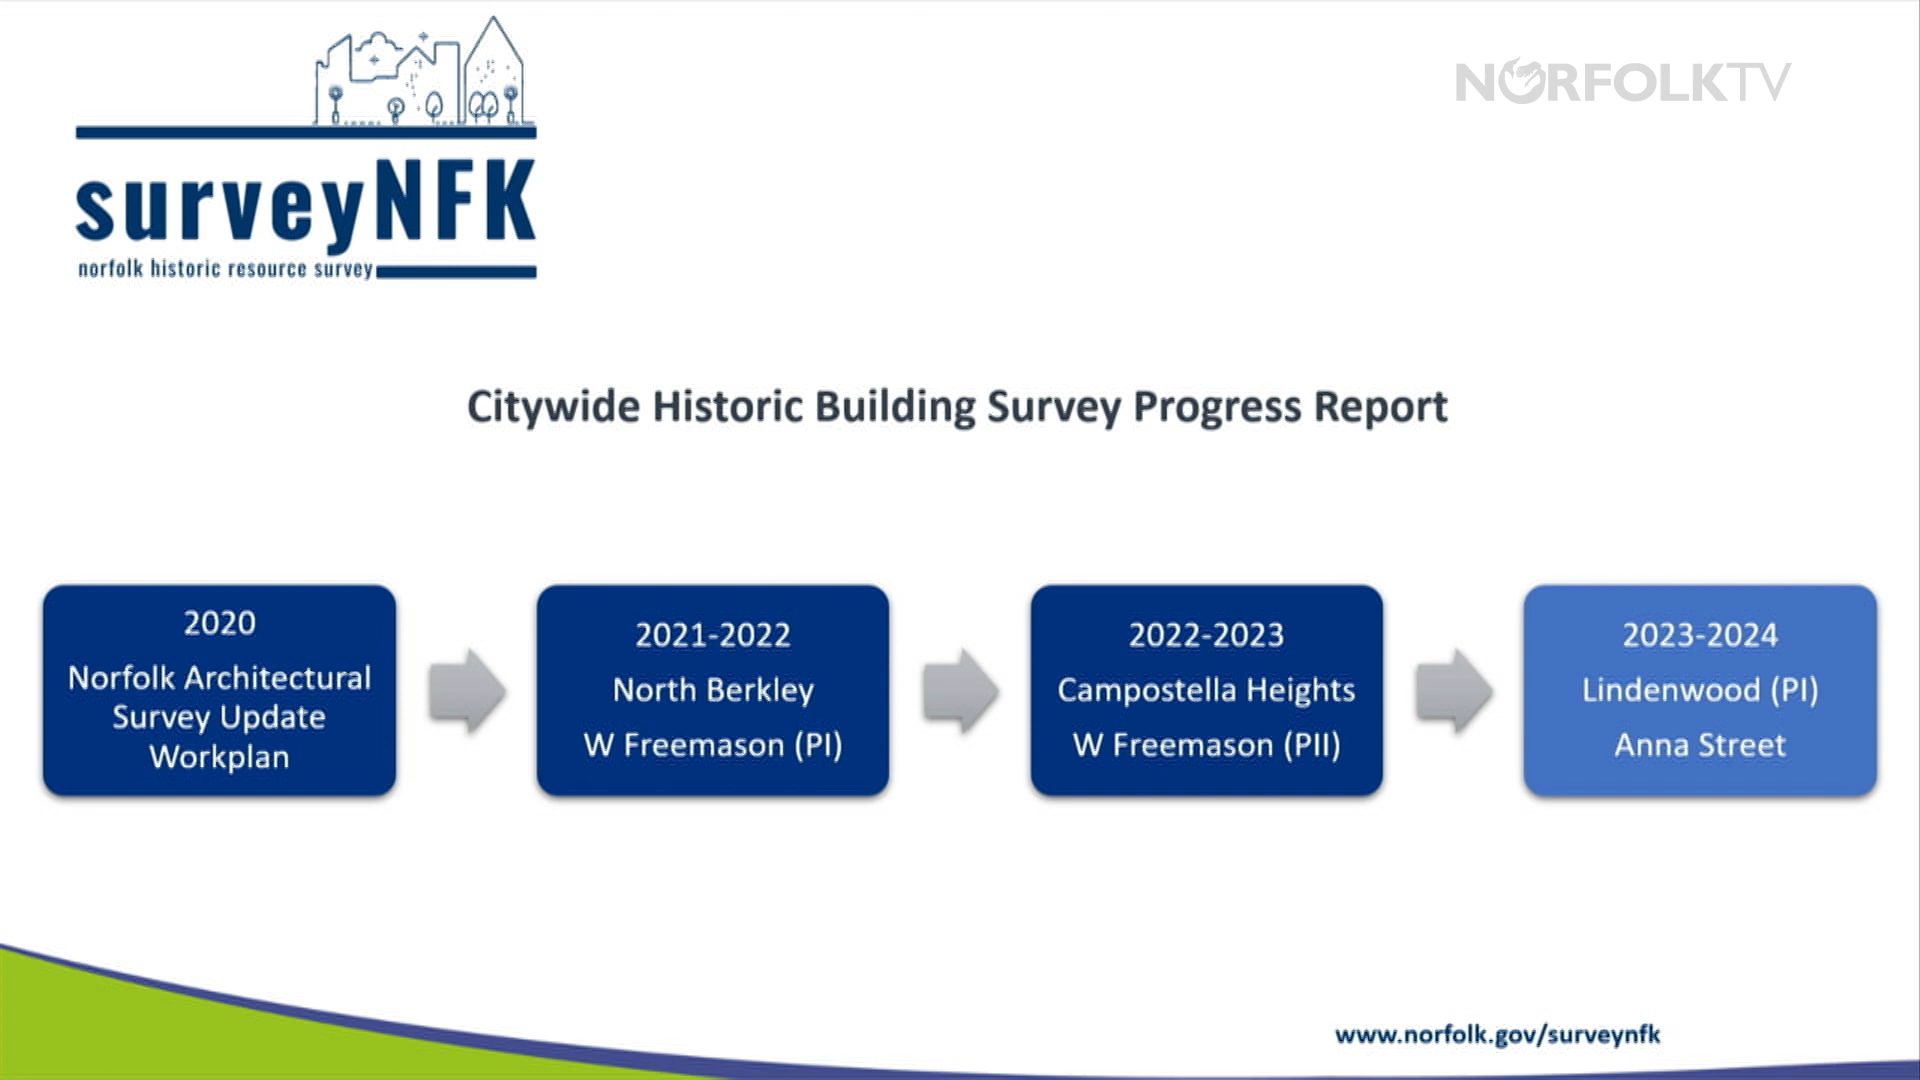 NORFOLKTV
surveyNFK
norfolk historic resource survey
Citywide Historic Building Survey Progress Report
2020
Norfolk Architectural
Survey Update
Workplan
2021-2022
North Berkley
W Freemason (PI)
2022-2023
Campostella Heights
W Freemason (PII)
2023-2024
Lindenwood (PI)
Anna Street
www.norfolk.gov/surveynfk